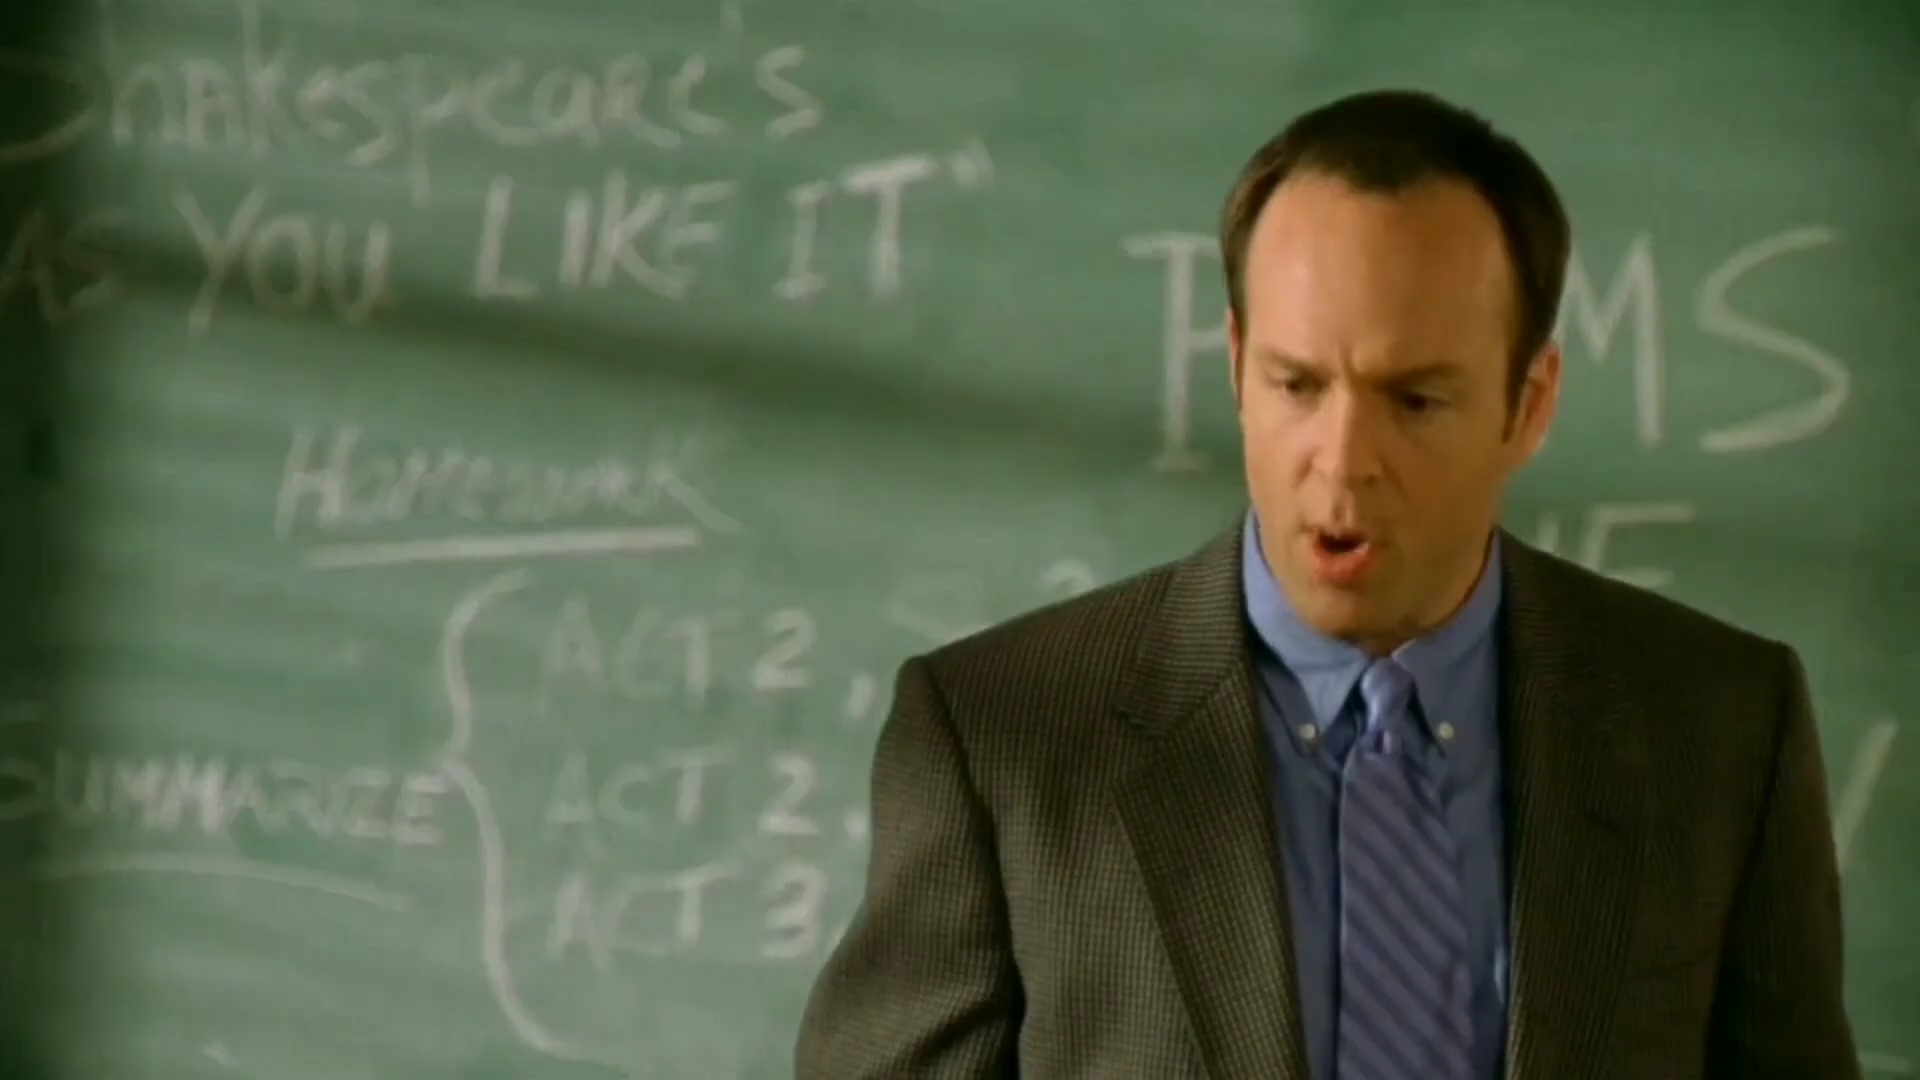 Shakespeare's
AS YOU LIKE IT"
Homework
ACT 2,
SUMMARIZE
ACT 2,
ACT 3,